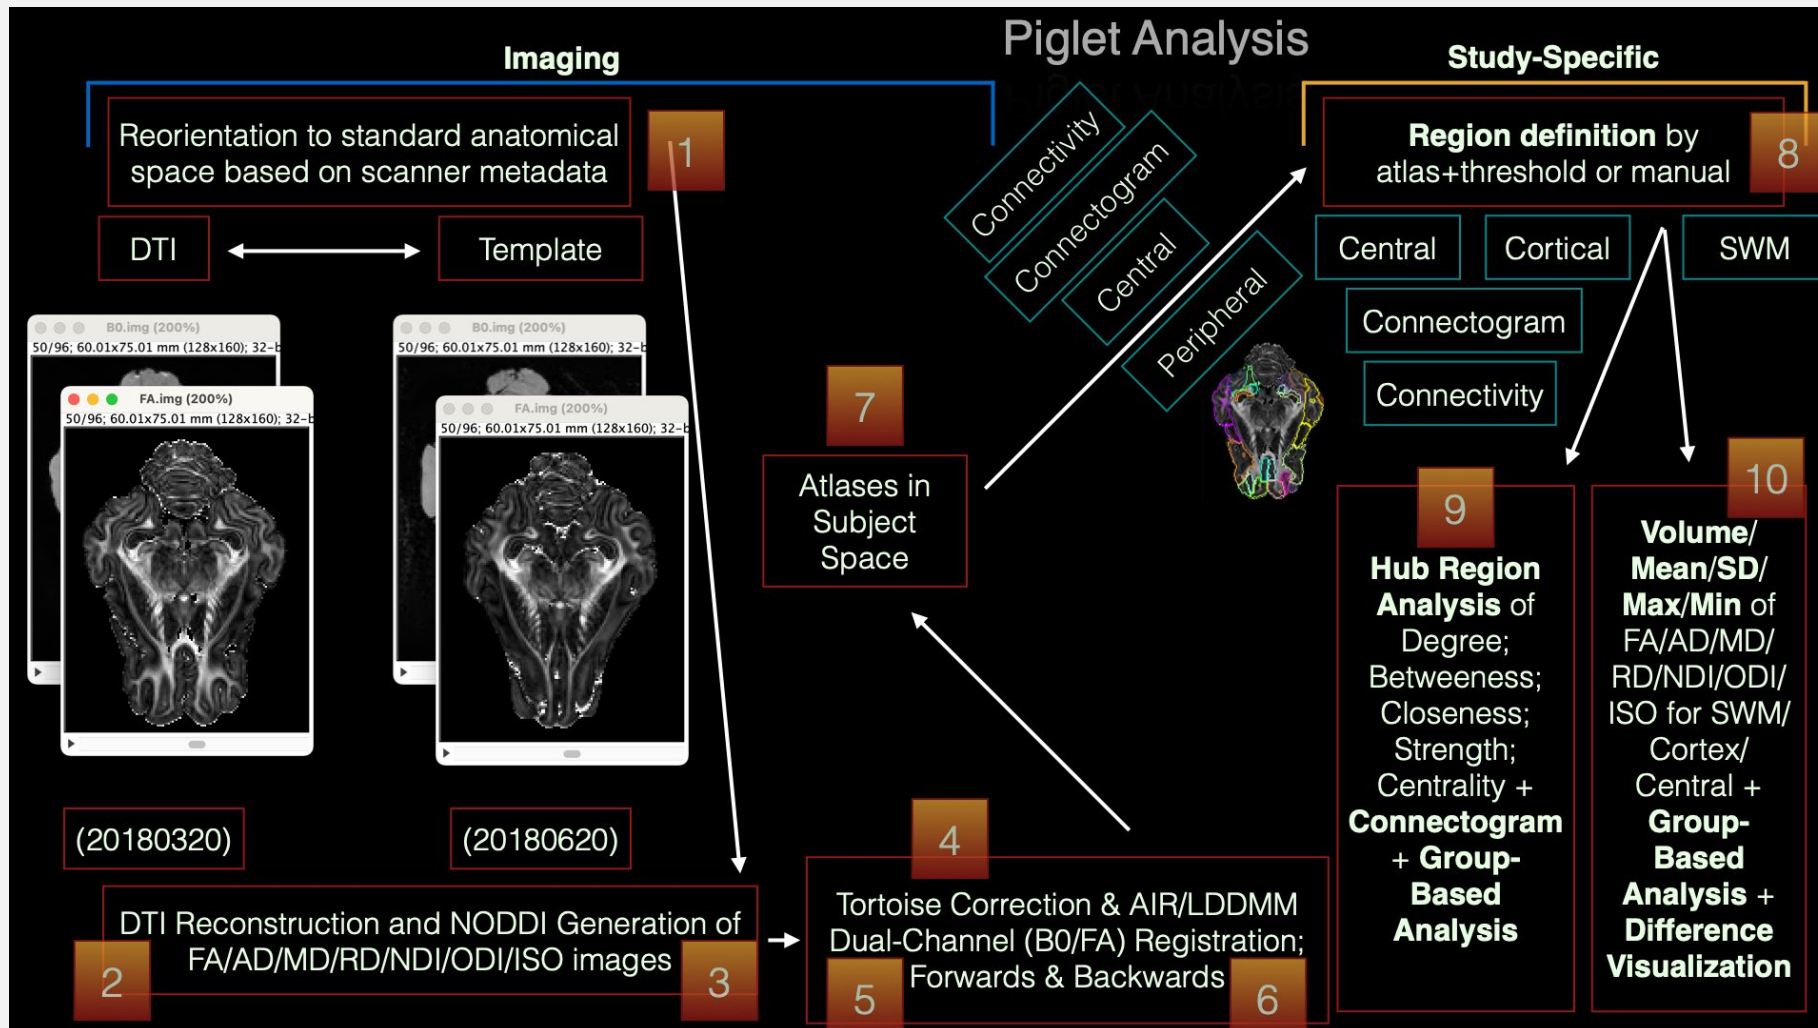 Piglet Analysis
Imaging
Reorientation to standard anatomical
space based on scanner metadata
1
DTI
Template
B0.img (200%)
50/96; 60.01x75.01 mm (128x160); 32-b
FA.img (200%)
50/96; 60.01x75.01 mm (128x160); 32-b
B0.img (200%)
50/96; 60.01x75.01 mm (128x160); 32-b
FA.img (200%)
50/96; 60.01x75.01 mm (128x160); 32-b
(20180320)
(20180620)
DTI Reconstruction and NODDI Generation of
FA/AD/MD/RD/NDI/ODI/ISO images
2
3
4
Tortoise Correction & AIR/LDDMM
Dual-Channel (B0/FA) Registration;
Forwards & Backwards
5
6
7
Atlases in
Subject
Space
Connectivity
Connectogram
Central
Peripheral
Study-Specific
Region definition by
atlas+threshold or manual
8
Central
Cortical
SWM
Connectogram
Connectivity
9
Hub Region
Analysis of
Degree;
Betweeness;
Closeness;
Strength;
Centrality +
Connectogram
+ Group-
Based
Analysis
10
Volume/
Mean/SD/
Max/Min of
FA/AD/MD/
RD/NDI/ODI/
ISO for SWM/
Cortex/
Central +
Group-
Based
Analysis +
Difference
Visualization